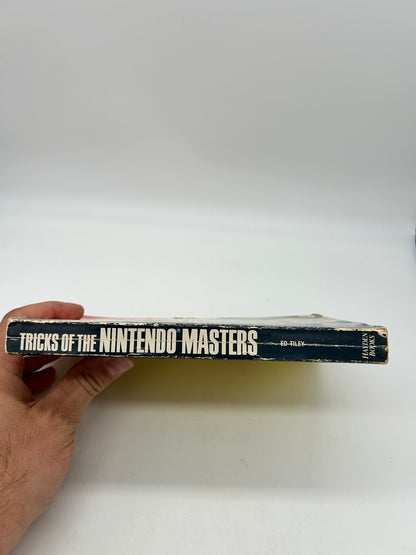 TRICKS OF THE NINTENDO MASTERS
ED TILEY
HAYDEN
BOOKS